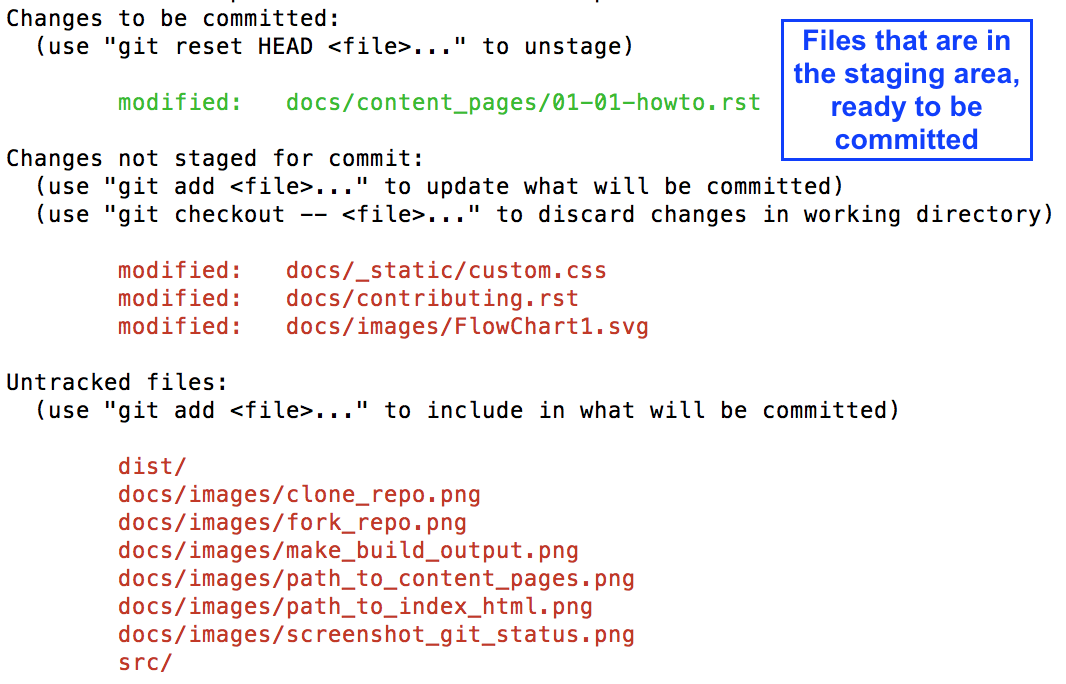 Changes to be committed:
(use "git reset HEAD <file>..." to unstage)
modified: docs/content_pages/01-01-howto.rst
Files that are in
the staging area,
ready to be
committed
Changes not staged for commit:
(use "git add <file>..." to update what will be committed)
(use "git checkout -- <file>..." to discard changes in working directory)
modified: docs/_static/custom.css
modified: docs/contributing.rst
modified: docs/images/FlowChart1.svg
Untracked files:
(use "git add <file>..." to include in what will be committed)
dist/
docs/images/clone_repo.png
docs/images/fork_repo.png
docs/images/make_build_output.png
docs/images/path_to_content_pages.png
docs/images/path_to_index_html.png
docs/images/screenshot_git_status.png
src/